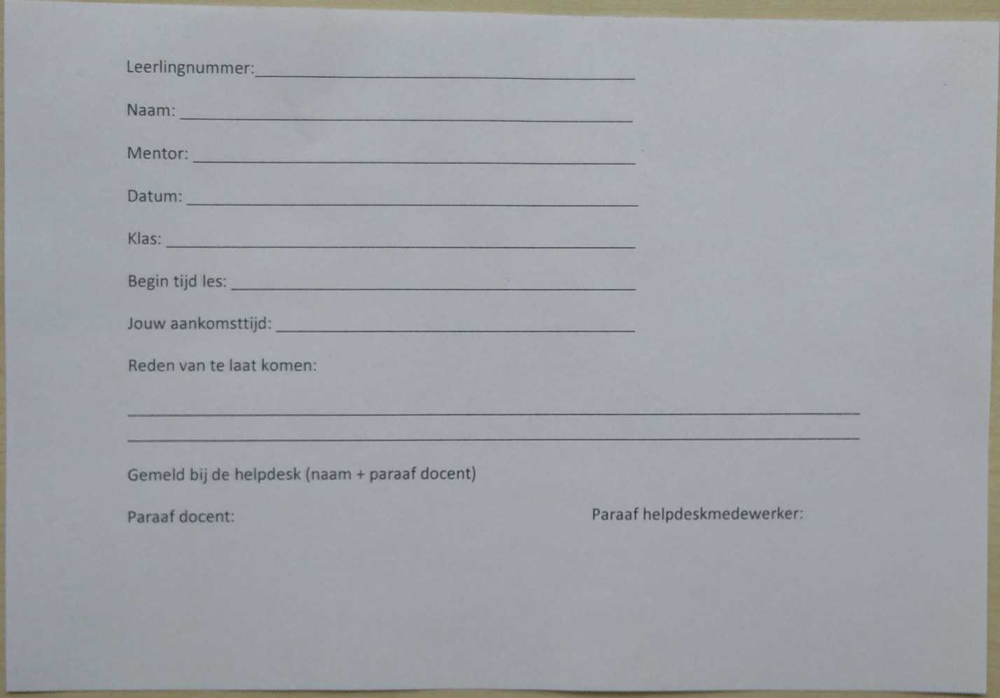 Leerlingnummer:
Naam:
Mentor:
Datum:
Klas:
Begin tijd les:
Jouw aankomsttijd:
Reden van te laat komen:
Gemeld bij de helpdesk (naam + paraaf docent)
Paraaf docent: Paraaf helpdeskmedewerker: